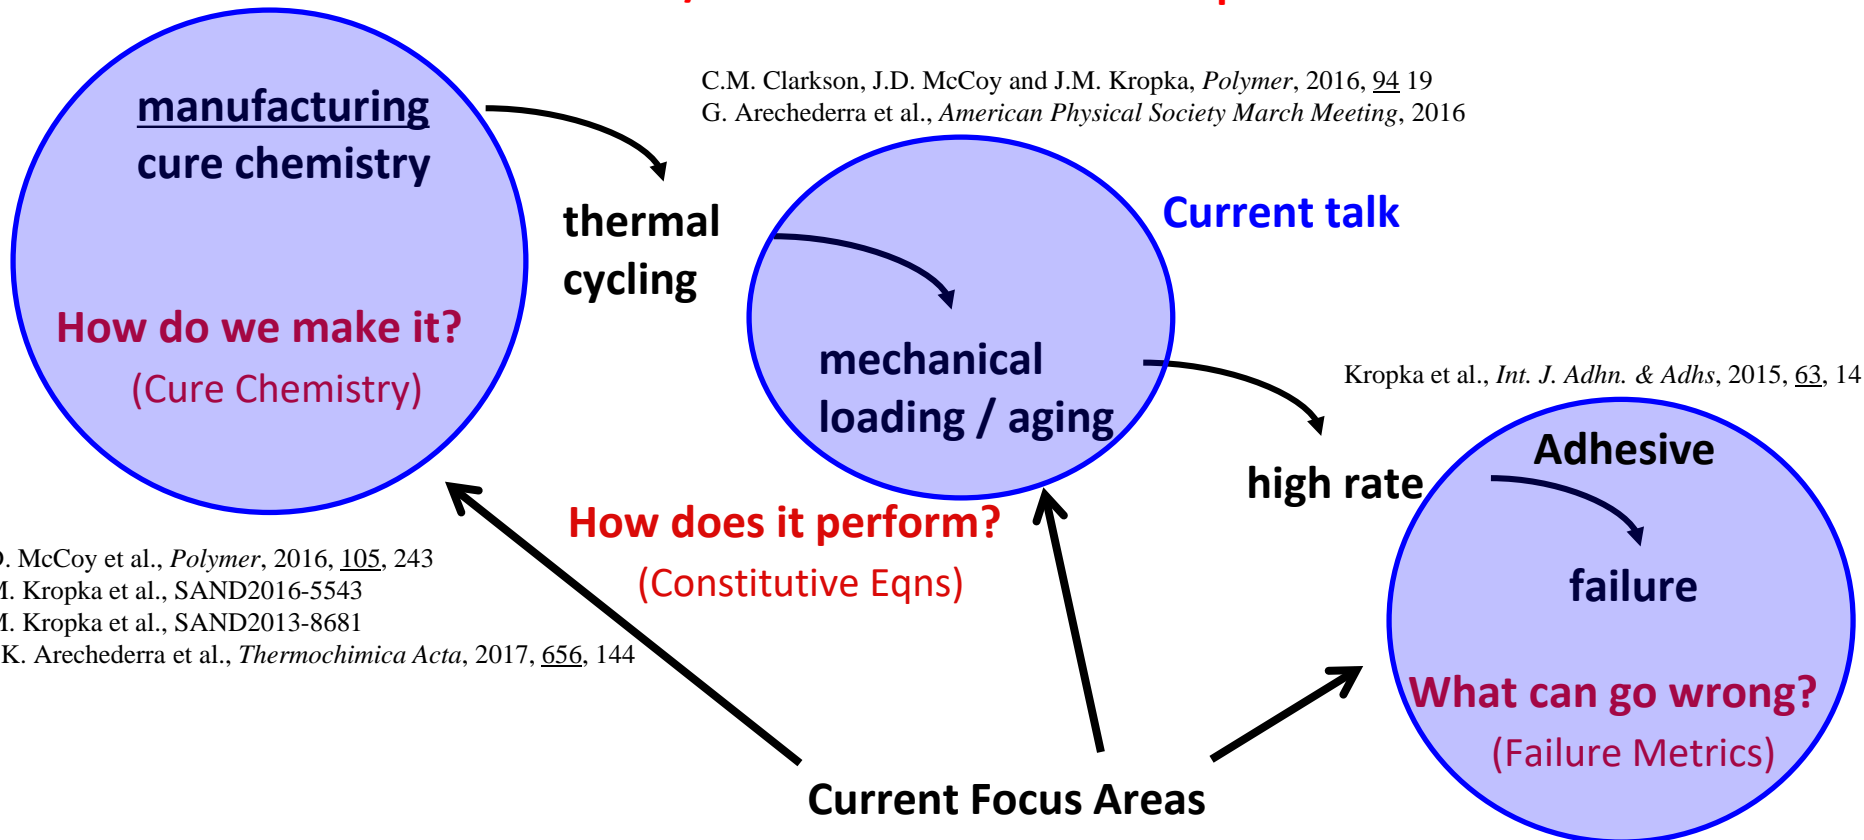 C.M. Clarkson, J.D. McCoy and J.M. Kropka, Polymer, 2016, 94 19
G. Arechederra et al., American Physical Society March Meeting, 2016
manufacturing
cure chemistry
thermal
cycling
Current talk
How do we make it?
(Cure Chemistry)
mechanical
loading / aging
Kropka et al., Int. J. Adhn. & Adhs, 2015, 63, 14
Adhesive
high rate
failure
How does it perform?
(Constitutive Eqns)
McCoy et al., Polymer, 2016, 105, 243
Kropka et al., SAND2016-5543
Kropka et al., SAND2013-8681
K. Arechederra et al., Thermochimica Acta, 2017, 656, 144
What can go wrong?
(Failure Metrics)
Current Focus Areas